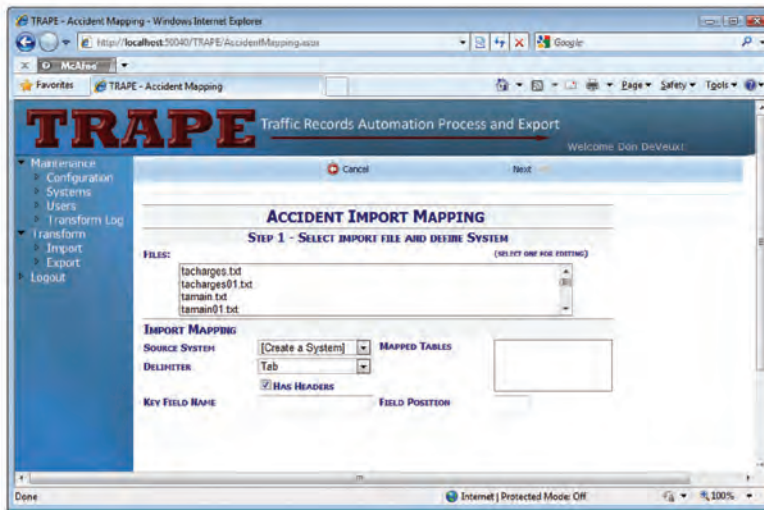 TRAPE - Accident Mapping - Windows Internet Explorer
http://localhost:50040/TRAPE/AccidentMapping.aspx
Google
McAfee
Favorites
TRAPE - Accident Mapping
Page Safety Tools
TRAPE
Traffic Records Automation Process and Export
Welcome Don DeVeux!
Maintenance
Configuration
Systems
Users
Transform Log
Transform
Import
Export
Logout
Cancel
Next
ACCIDENT IMPORT MAPPING
STEP 1 - SELECT IMPORT FILE AND DEFINE SYSTEM
FILES:
(SELECT ONE FOR EDITING)
tacharges.txt
tacharges01.txt
tamain.txt
tamain01.txt
IMPORT MAPPING
SOURCE SYSTEM
[Create a System]
MAPPED TABLES
DELIMITER
Tab
HAS HEADERS
KEY FIELD NAME
FIELD POSITION
Done
Internet | Protected Mode: Off
100%